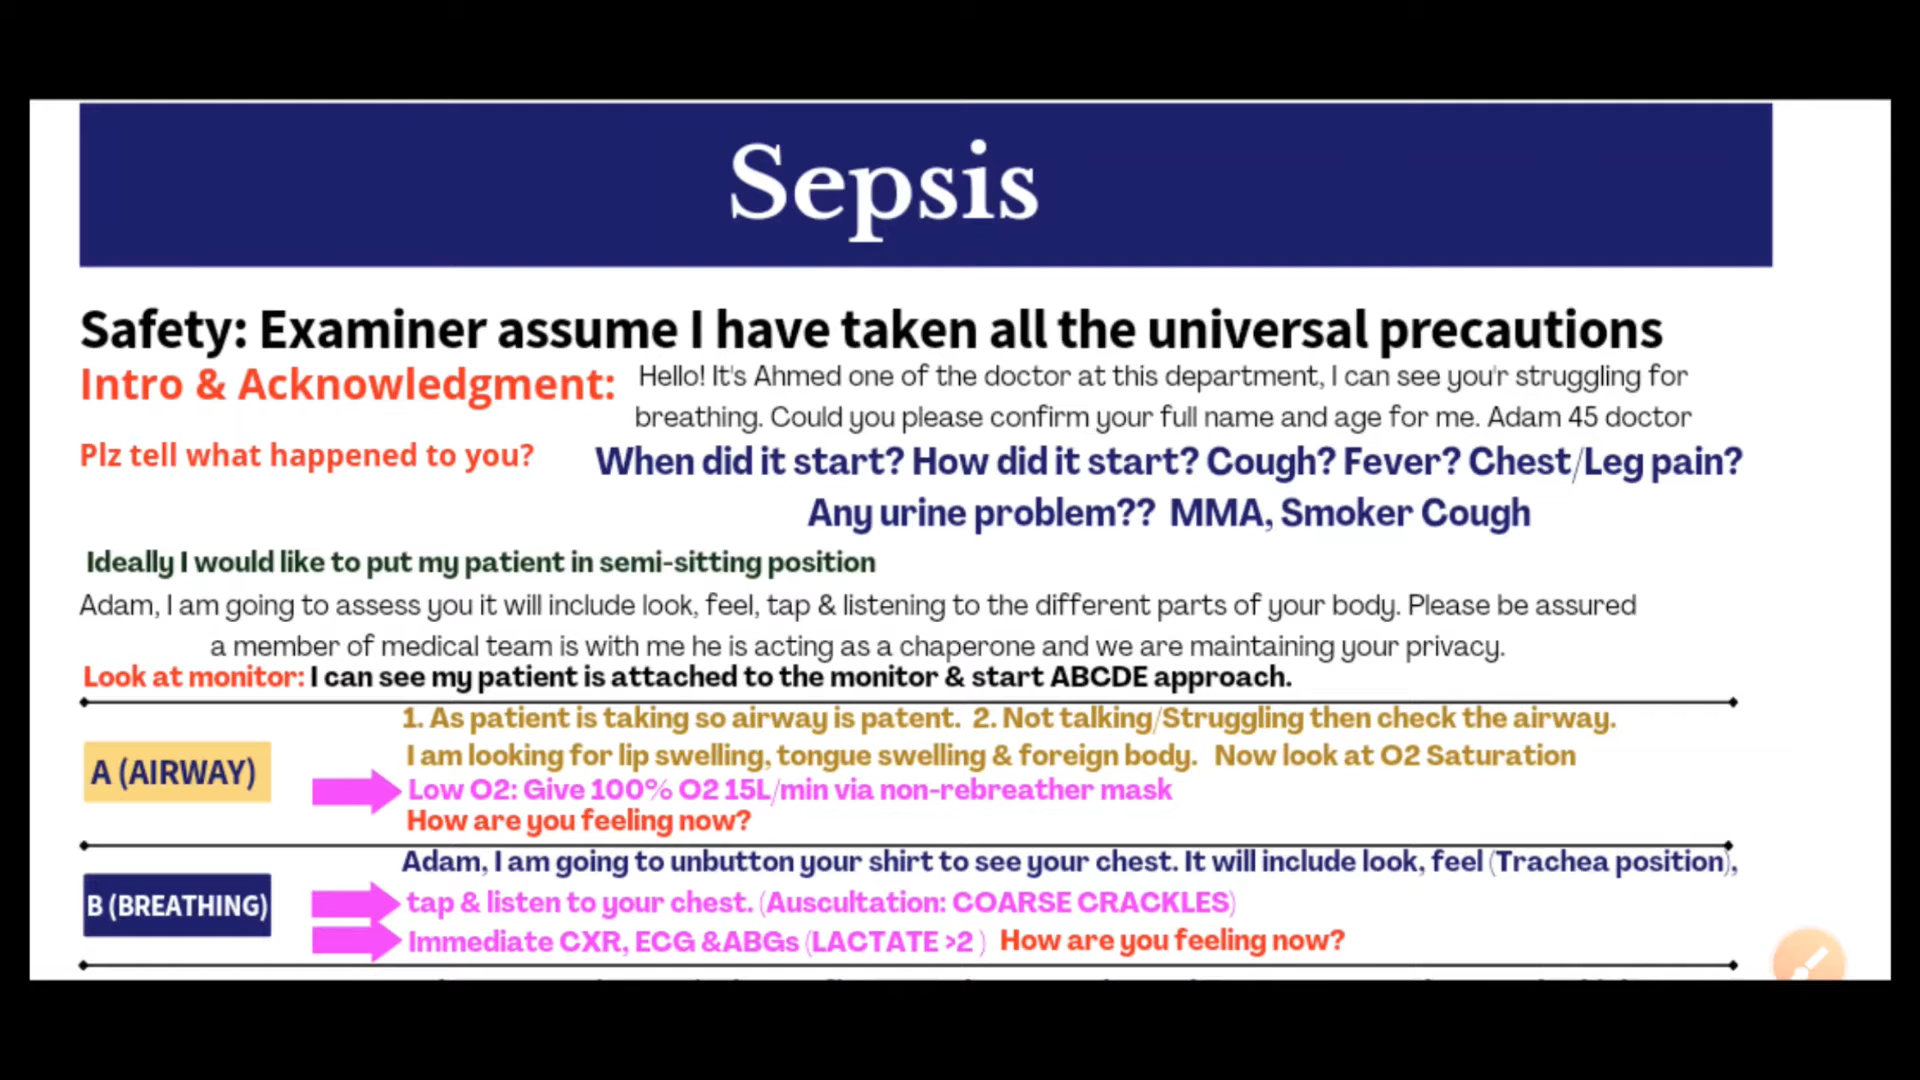 Sepsis
Safety: Examiner assume I have taken all the universal precautions
Intro & Acknowledgment: Hello! It's Ahmed one of the doctor at this department, I can see you'r struggling for
breathing. Could you please confirm your full name and age for me. Adam 45 doctor
Plz tell what happened to you? When did it start? How did it start? Cough? Fever? Chest/Leg pain?
Any urine problem?? MMA, Smoker Cough
Ideally I would like to put my patient in semi-sitting position
Adam, I am going to assess you it will include look, feel, tap & listening to the different parts of your body. Please be assured
a member of medical team is with me he is acting as a chaperone and we are maintaining your privacy.
Look at monitor: I can see my patient is attached to the monitor & start ABCDE approach.
1. As patient is taking so airway is patent. 2. Not talking/Struggling then check the airway.
I am looking for lip swelling, tongue swelling & foreign body. Now look at O2 Saturation
A (AIRWAY)
Low O2: Give 100% O2 15L/min via non-rebreather mask
How are you feeling now?
Adam, I am going to unbutton your shirt to see your chest. It will include look, feel (Trachea position),
B (BREATHING) tap & listen to your chest. (Auscultation: COARSE CRACKLES)
Immediate CXR, ECG &ABGs (LACTATE >2 ) How are you feeling now?